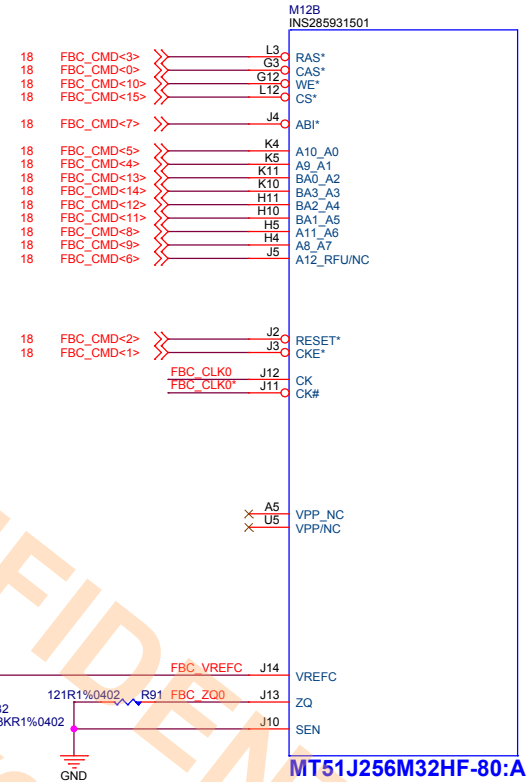 M12B
INS285931501
18 FBC_CMD<3> L3 RAS*
18 FBC_CMD<0> G3 CAS*
18 FBC_CMD<10> G12 WE*
18 FBC_CMD<15> L12 CS*
18 FBC_CMD<7> J4 ABI*
18 FBC_CMD<5> K4 A10_A0
18 FBC_CMD<4> K5 A9_A1
18 FBC_CMD<13> K11 BA0_A2
18 FBC_CMD<14> K10 BA3_A3
18 FBC_CMD<12> H11 BA2_A4
18 FBC_CMD<11> H10 BA1_A5
18 FBC_CMD<8> H5 A11_A6
18 FBC_CMD<9> H4 A8_A7
18 FBC_CMD<6> J5 A12_RFU/NC
18 FBC_CMD<2> J2 RESET*
18 FBC_CMD<1> J3 CKE*
FBC_CLK0 J12 CK
FBC_CLK0* J11 CK#
A5 VPP_NC
U5 VPP/NC
FBC_VREFC J14 VREFC
121R1%0402 R91 FBC_ZQ0 J13 ZQ
KR1%0402 J10 SEN
GND
MT51J256M32HF-80:A